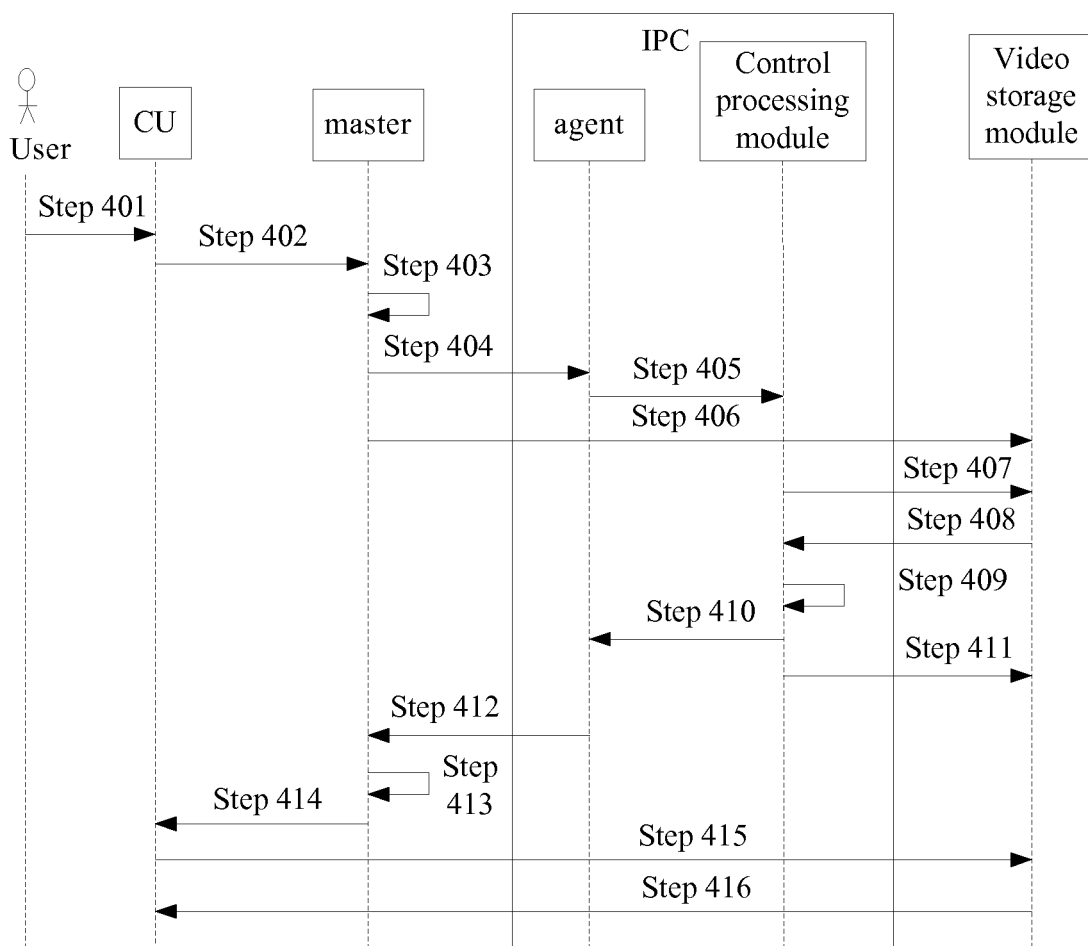 IPC
User
CU
master
agent
Control
processing
module
Video
storage
module
Step 401
Step 402
Step 403
Step 404
Step 405
Step 406
Step 407
Step 408
Step 409
Step 410
Step 411
Step 412
Step
413
Step 414
Step 415
Step 416